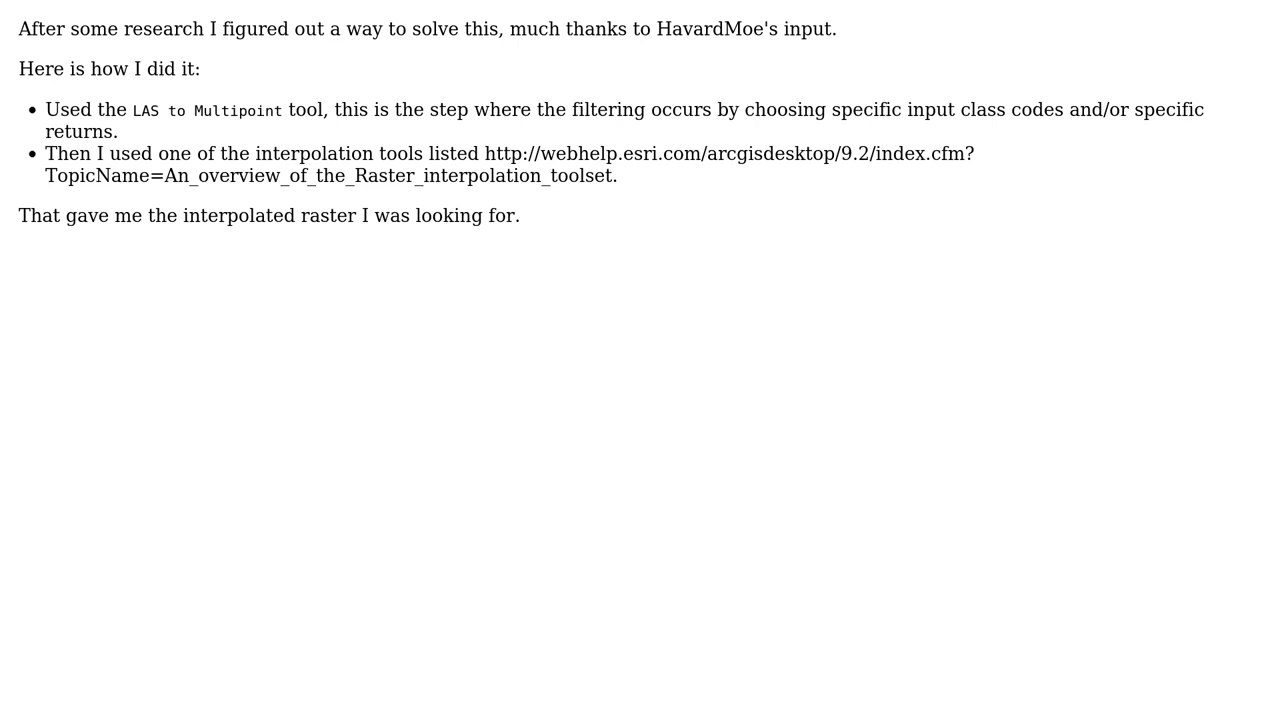 After some research I figured out a way to solve this, much thanks to HavardMoe's input.
Here is how I did it:
• Used the LAS to Multipoint tool, this is the step where the filtering occurs by choosing specific input class codes and/or specific
returns.
• Then I used one of the interpolation tools listed http://webhelp.esri.com/arcgisdesktop/9.2/index.cfm?
TopicName=An_overview_of_the_Raster_interpolation_toolset.
That gave me the interpolated raster I was looking for.